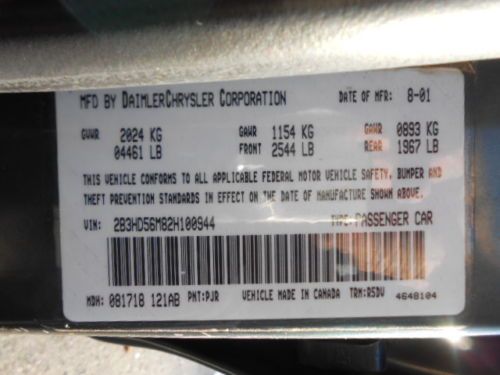 MFD BY DAIMLERCHRYSLER CORPORATION DATE OF MFR: 8-01
GVWR 2024 KG GAWR 1154 KG GAWR 0893 KG
04461 LB FRONT 2544 LB REAR 1967 LB
THIS VEHICLE CONFORMS TO ALL APPLICABLE FEDERAL MOTOR VEHICLE SAFETY, BUMPER AND
THEFT PREVENTION STANDARDS IN EFFECT ON THE DATE OF MANUFACTURE SHOWN ABOVE.
VIN: 2B3HD56M82H100944 TYPE: PASSENGER CAR
MDH: 081718 121AB PNT:PJR VEHICLE MADE IN CANADA TRM:R5DV 4648104